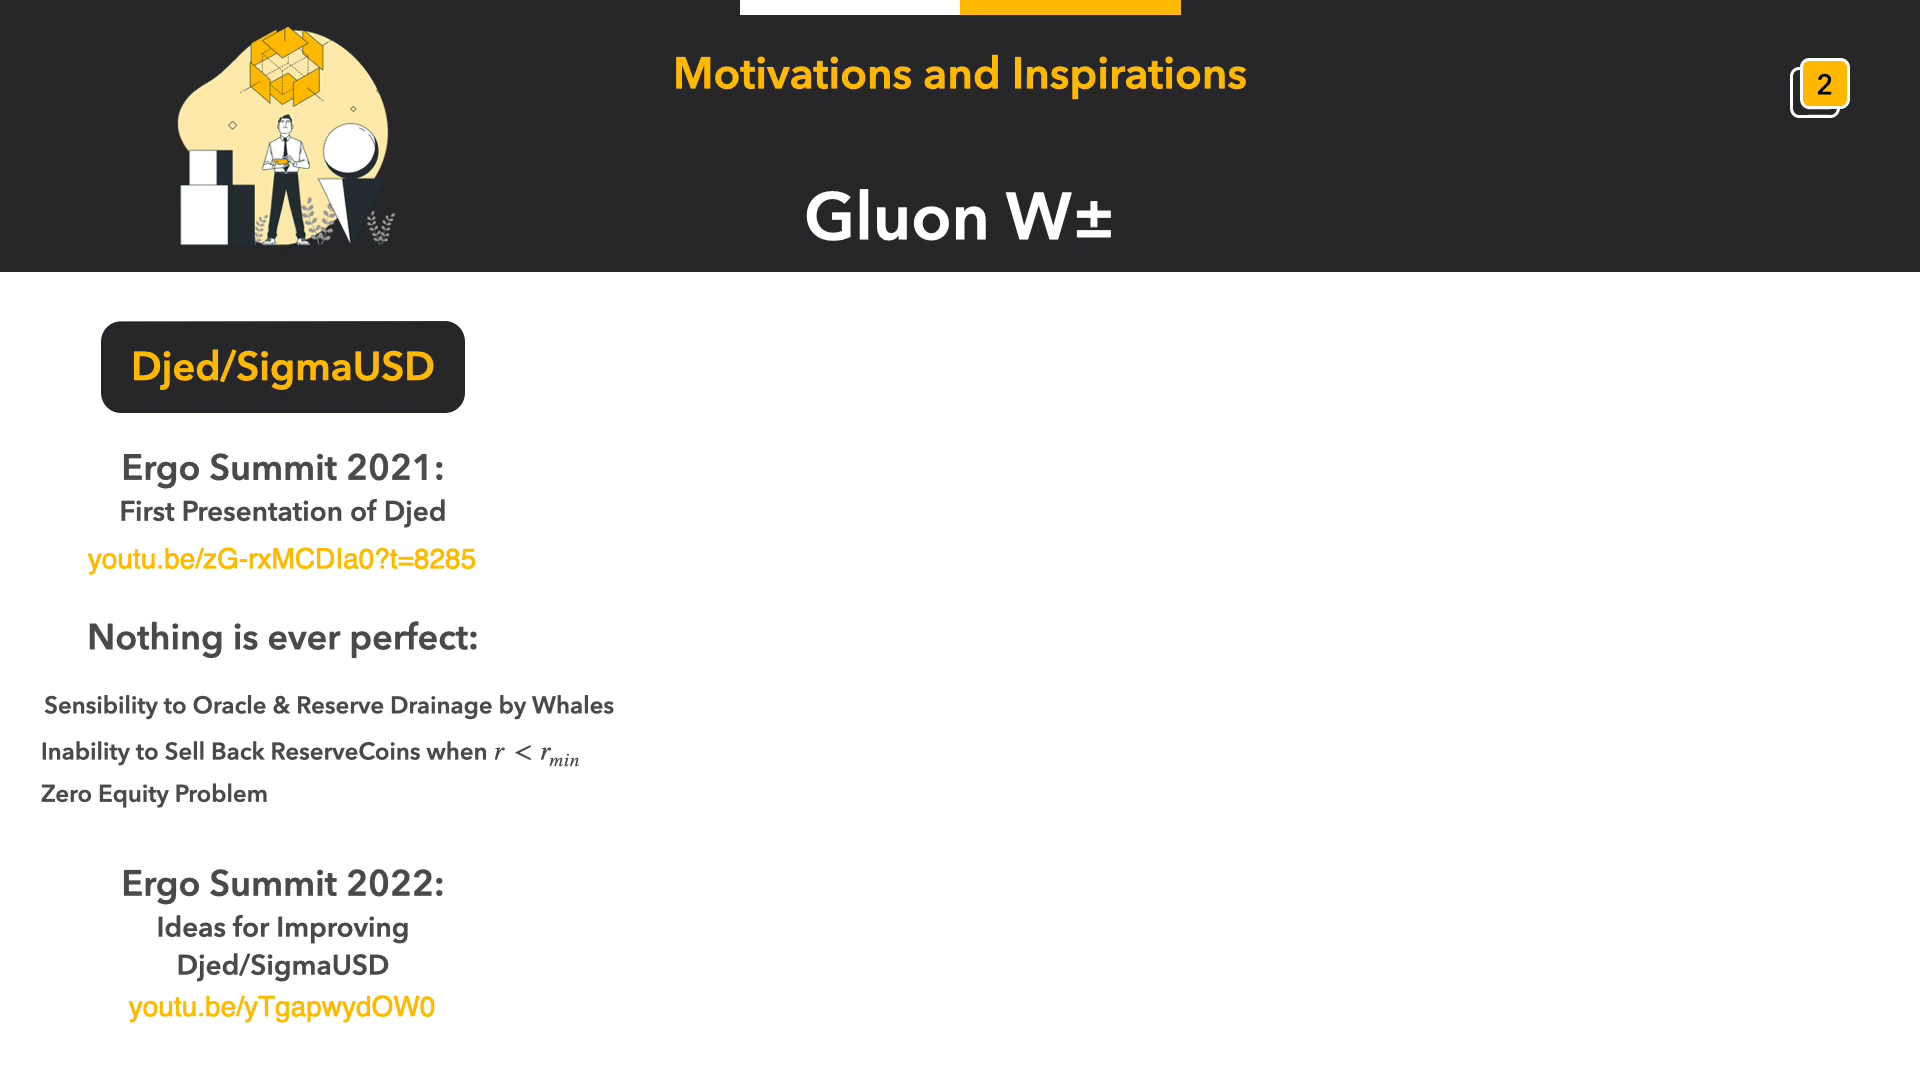 Motivations and Inspirations
2
Gluon W±
Djed/SigmaUSD
Ergo Summit 2021:
First Presentation of Djed
youtu.be/zG-rxMCDIa0?t=8285
Nothing is ever perfect:
Sensibility to Oracle & Reserve Drainage by Whales
Inability to Sell Back ReserveCoins when r < r_min
Zero Equity Problem
Ergo Summit 2022:
Ideas for Improving
Djed/SigmaUSD
youtu.be/yTgapwydOW0